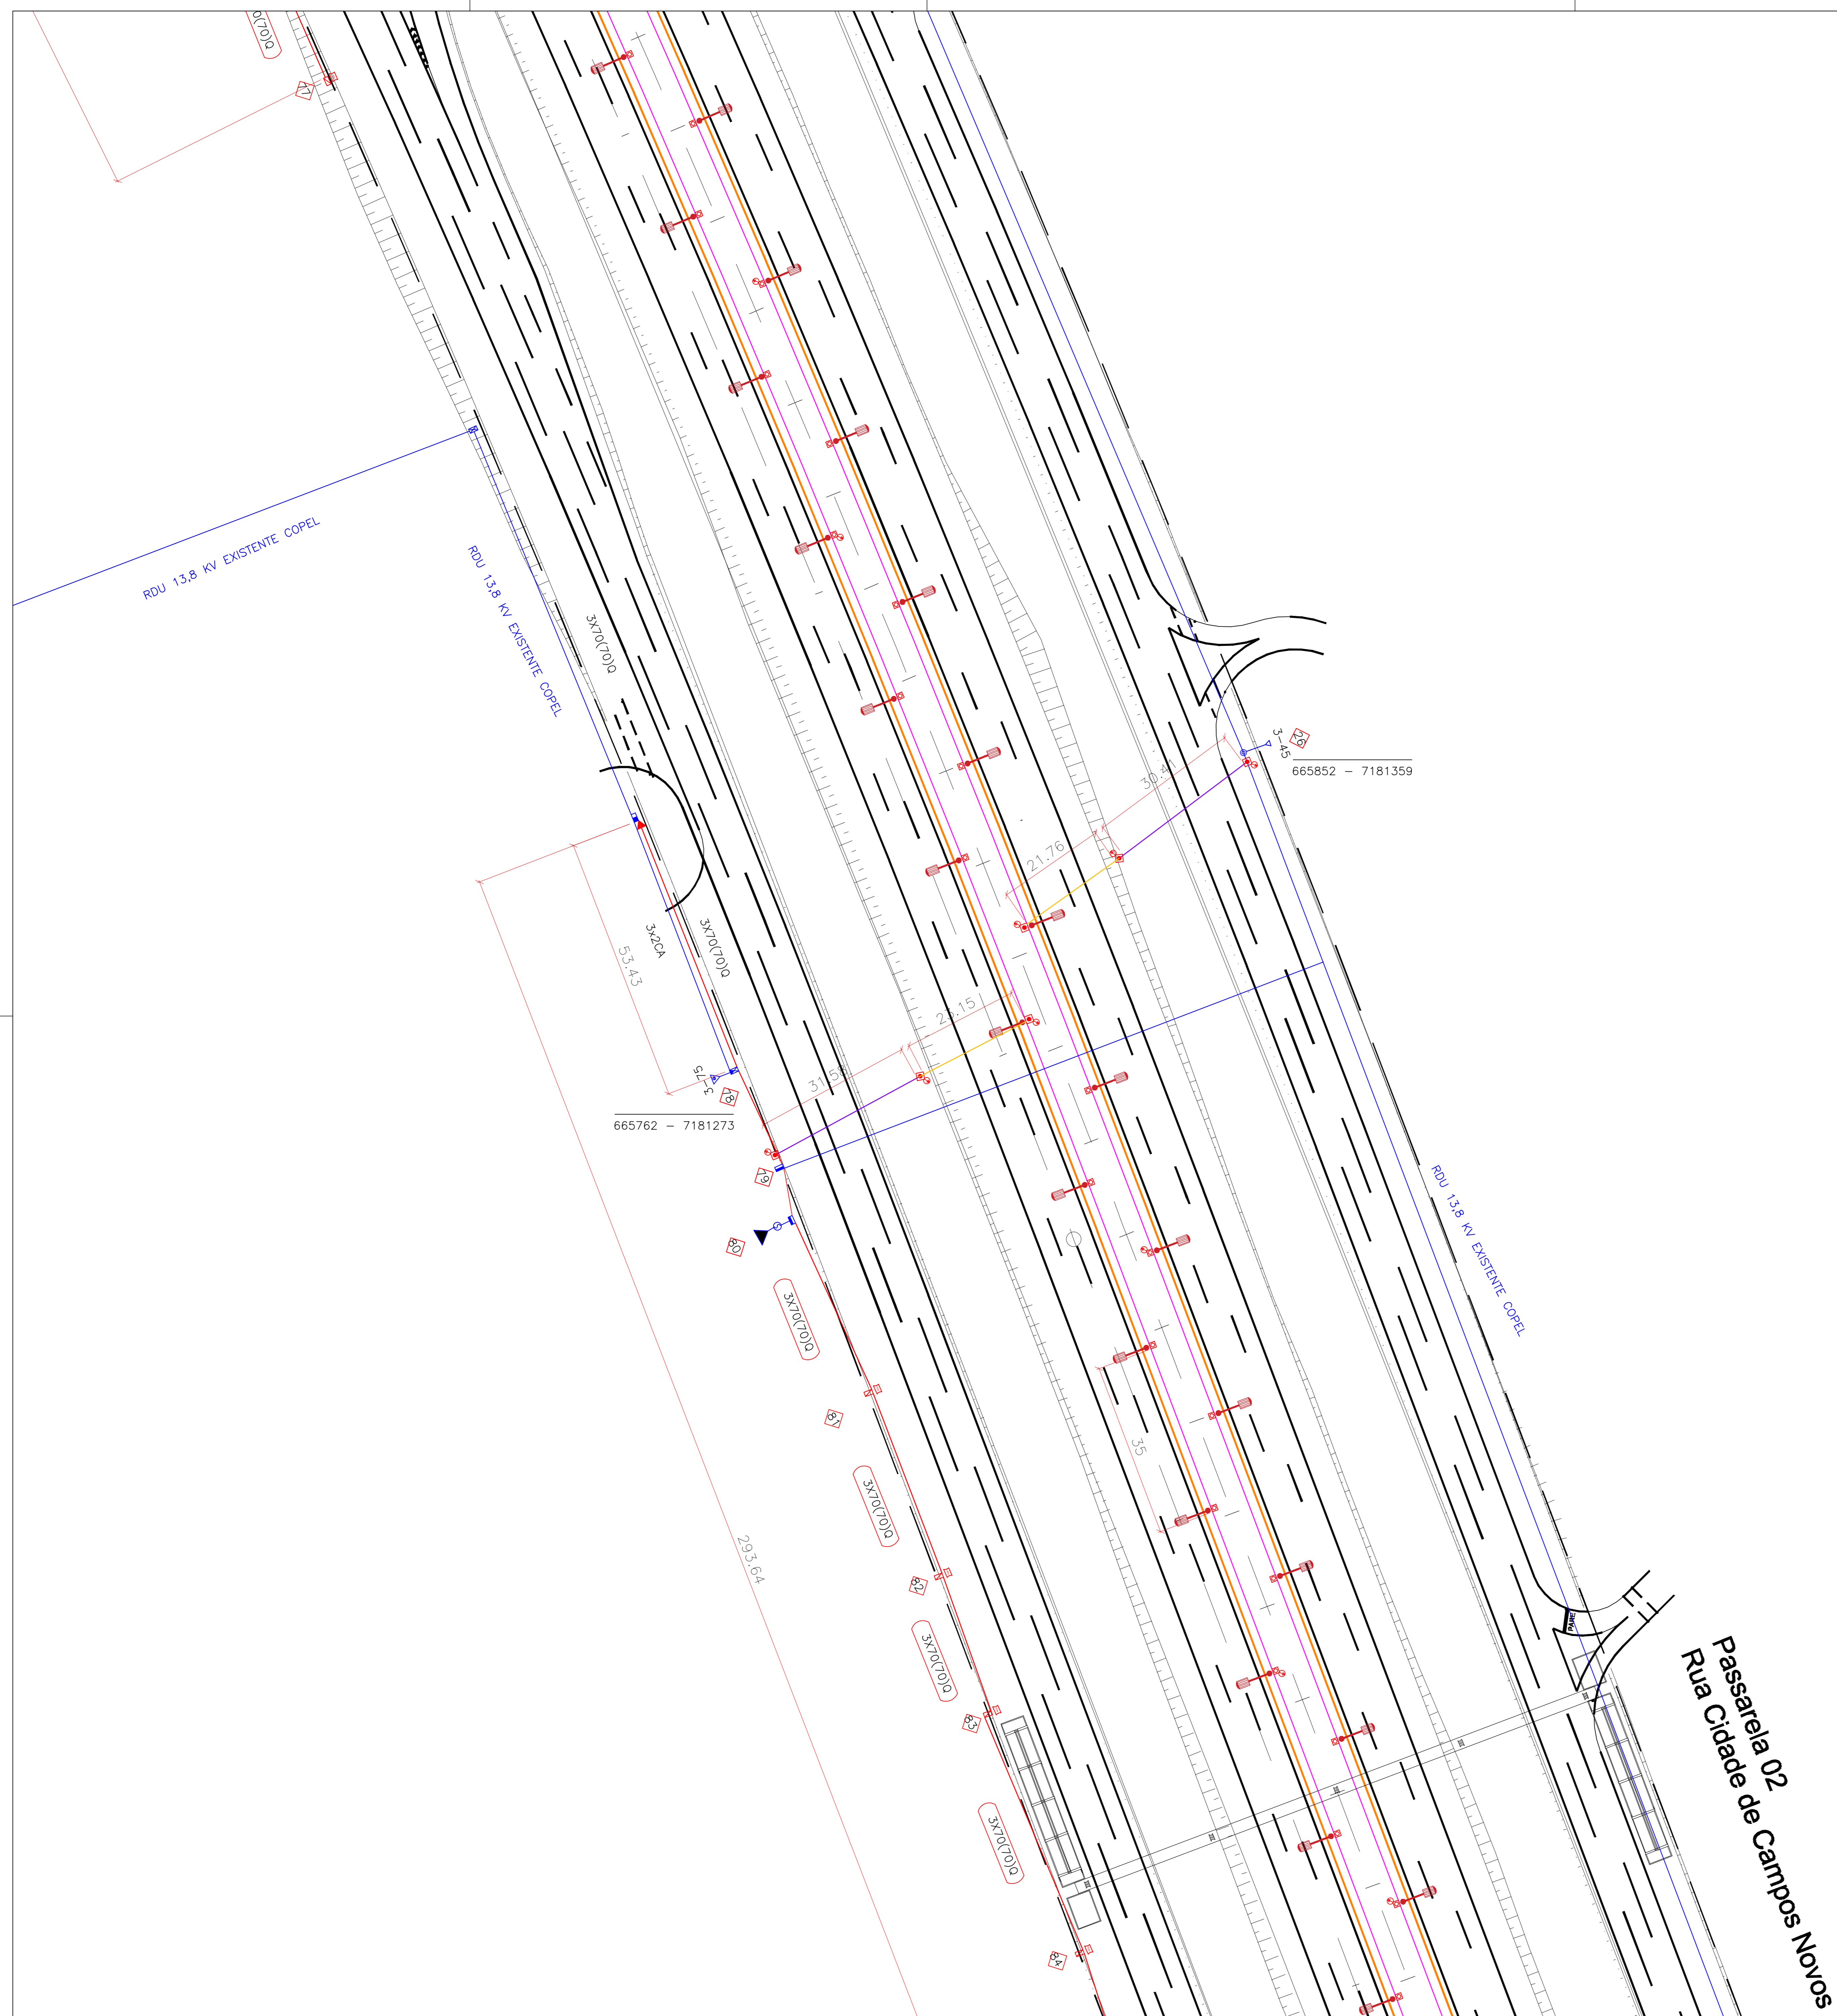 0(70)Q
77
RDU 13,8 KV EXISTENTE COPEL
RDU 13,8 KV EXISTENTE COPEL
3X70(70)Q
26
3-45
665852 - 7181359
30.41
21.76
3X70(70)Q
3x2CA
53.43
23.15
31.58
3-75
78
665762 - 7181273
79
80
RDU 13,8 KV EXISTENTE COPEL
3X70(70)Q
81
35
3X70(70)Q
293.64
82
3X70(70)Q
PARE
83
Passarela 02
Rua Cidade de Campos Novos
3X70(70)Q
84